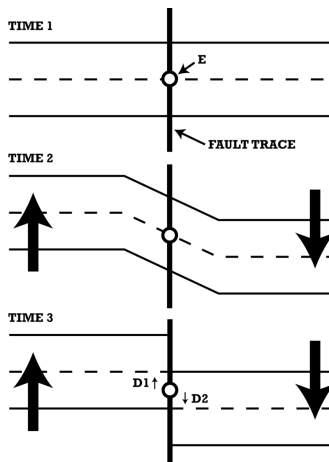 TIME 1
E
FAULT TRACE
TIME 2
TIME 3
D1
D2